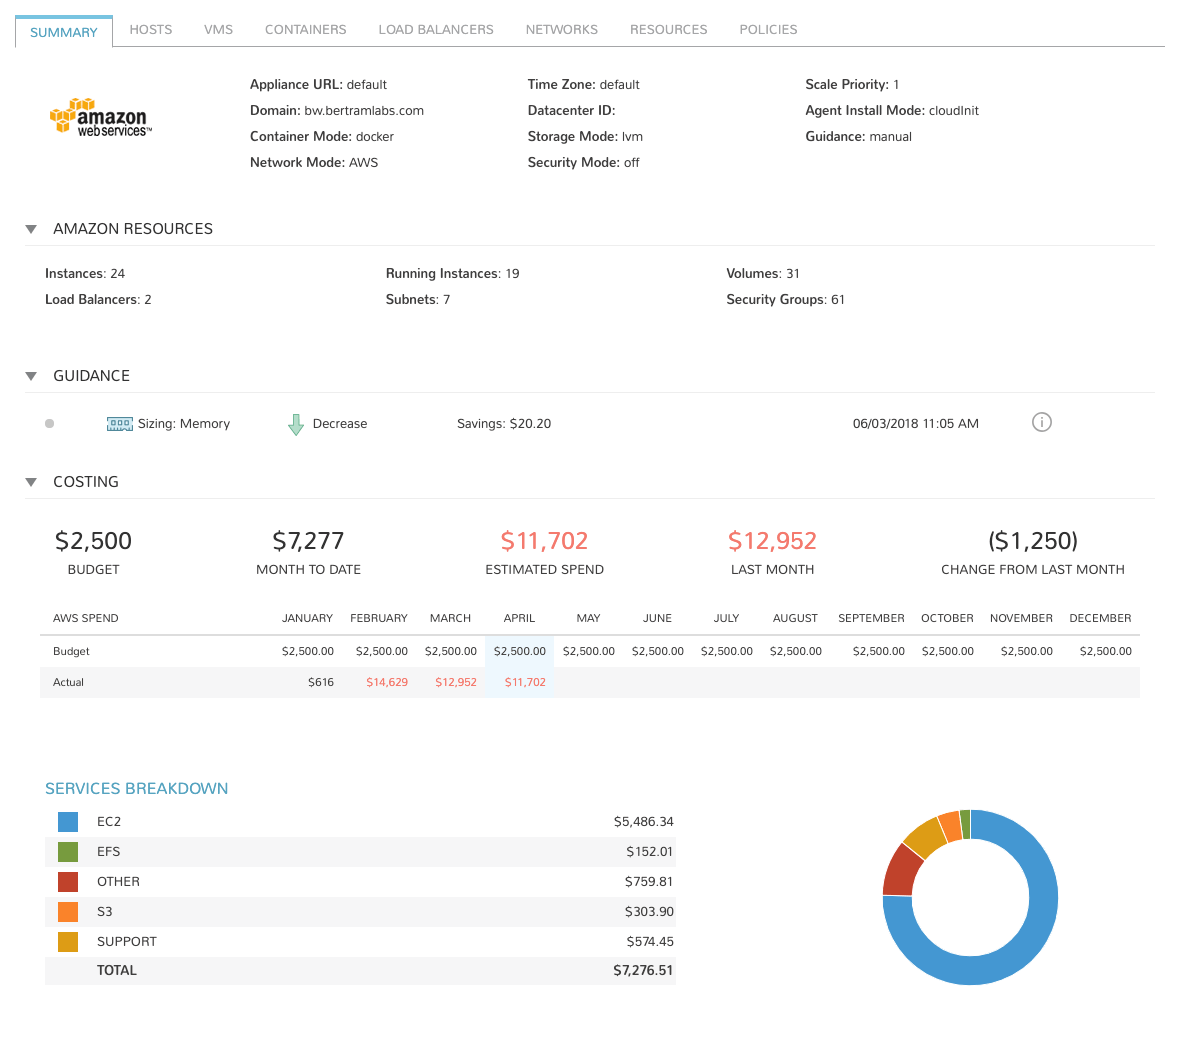 SUMMARY HOSTS VMS CONTAINERS LOAD BALANCERS NETWORKS RESOURCES POLICIES
amazon
webservices™
Appliance URL: default Time Zone: default Scale Priority: 1
Domain: bw.bertramlabs.com Datacenter ID: Agent Install Mode: cloudInit
Container Mode: docker Storage Mode: lvm Guidance: manual
Network Mode: AWS Security Mode: off
AMAZON RESOURCES
Instances: 24 Running Instances: 19 Volumes: 31
Load Balancers: 2 Subnets: 7 Security Groups: 61
GUIDANCE
Sizing: Memory Decrease Savings: $20.20 06/03/2018 11:05 AM
COSTING
$2,500 $7,277 $11,702 $12,952 ($1,250)
BUDGET MONTH TO DATE ESTIMATED SPEND LAST MONTH CHANGE FROM LAST MONTH
AWS SPEND JANUARY FEBRUARY MARCH APRIL MAY JUNE JULY AUGUST SEPTEMBER OCTOBER NOVEMBER DECEMBER
Budget $2,500.00 $2,500.00 $2,500.00 $2,500.00 $2,500.00 $2,500.00 $2,500.00 $2,500.00 $2,500.00 $2,500.00 $2,500.00 $2,500.00
Actual $616 $14,629 $12,952 $11,702
SERVICES BREAKDOWN
EC2 $5,486.34
EFS $152.01
OTHER $759.81
S3 $303.90
SUPPORT $574.45
TOTAL $7,276.51